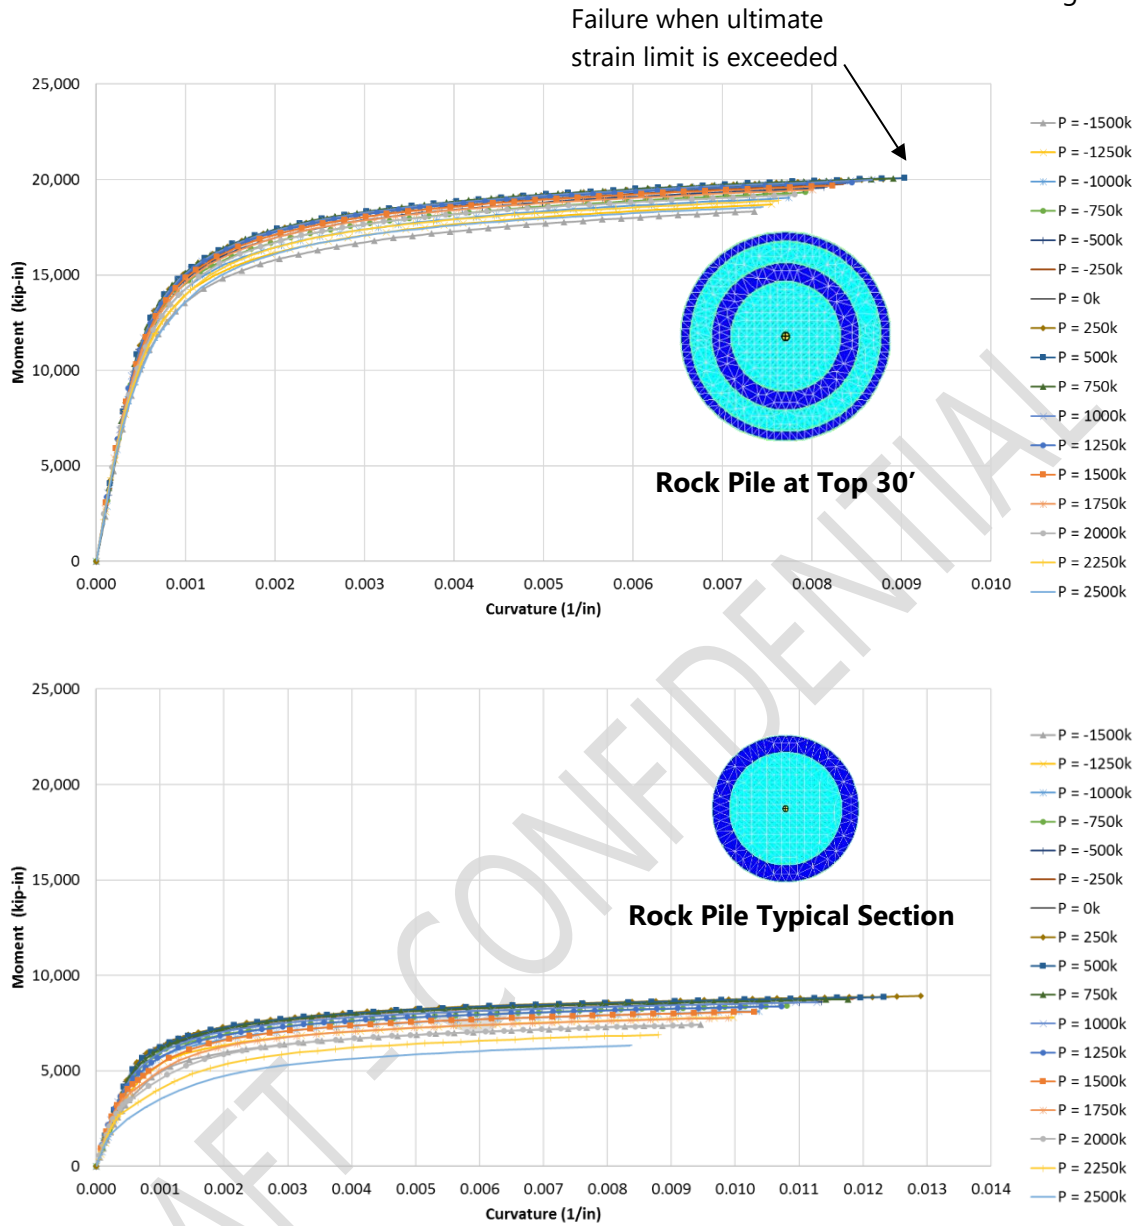 Failure when ultimate
strain limit is exceeded
25,000
20,000
15,000
10,000
5,000
0
Moment (kip-in)
0.000 0.001 0.002 0.003 0.004 0.005 0.006 0.007 0.008 0.009 0.010
Curvature (1/in)
Rock Pile at Top 30’
P = -1500k
P = -1250k
P = -1000k
P = -750k
P = -500k
P = -250k
P = 0k
P = 250k
P = 500k
P = 750k
P = 1000k
P = 1250k
P = 1500k
P = 1750k
P = 2000k
P = 2250k
P = 2500k
25,000
20,000
15,000
10,000
5,000
0
Moment (kip-in)
0.000 0.001 0.002 0.003 0.004 0.005 0.006 0.007 0.008 0.009 0.010 0.011 0.012 0.013 0.014
Curvature (1/in)
Rock Pile Typical Section
P = -1500k
P = -1250k
P = -1000k
P = -750k
P = -500k
P = -250k
P = 0k
P = 250k
P = 500k
P = 750k
P = 1000k
P = 1250k
P = 1500k
P = 1750k
P = 2000k
P = 2250k
P = 2500k
AFT - CONFIDENTIAL